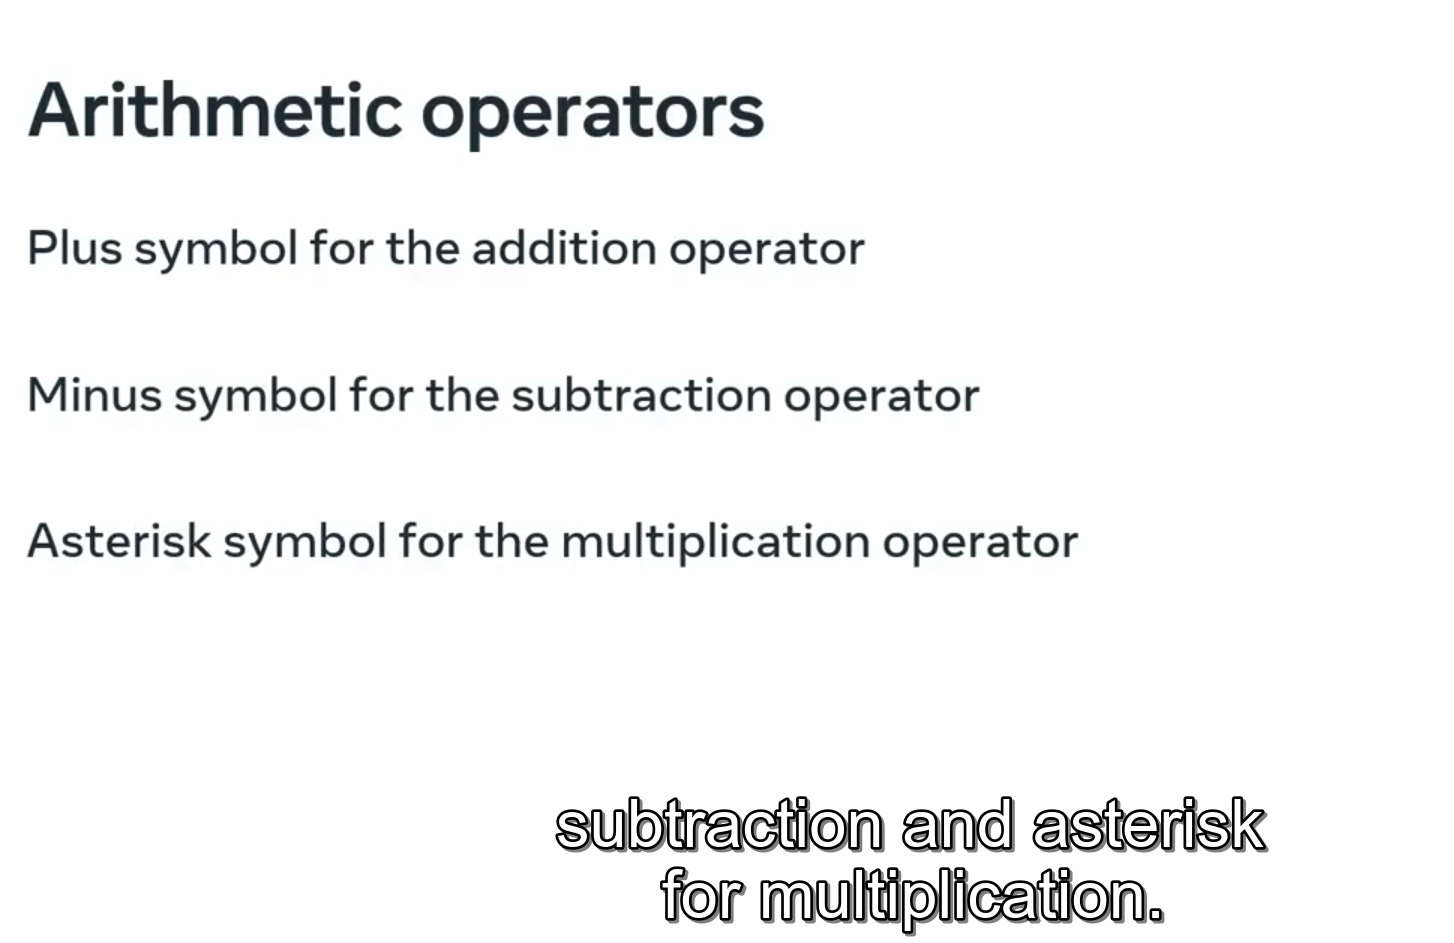 Arithmetic operators
Plus symbol for the addition operator
Minus symbol for the subtraction operator
Asterisk symbol for the multiplication operator
subtraction and asterisk
for multiplication.